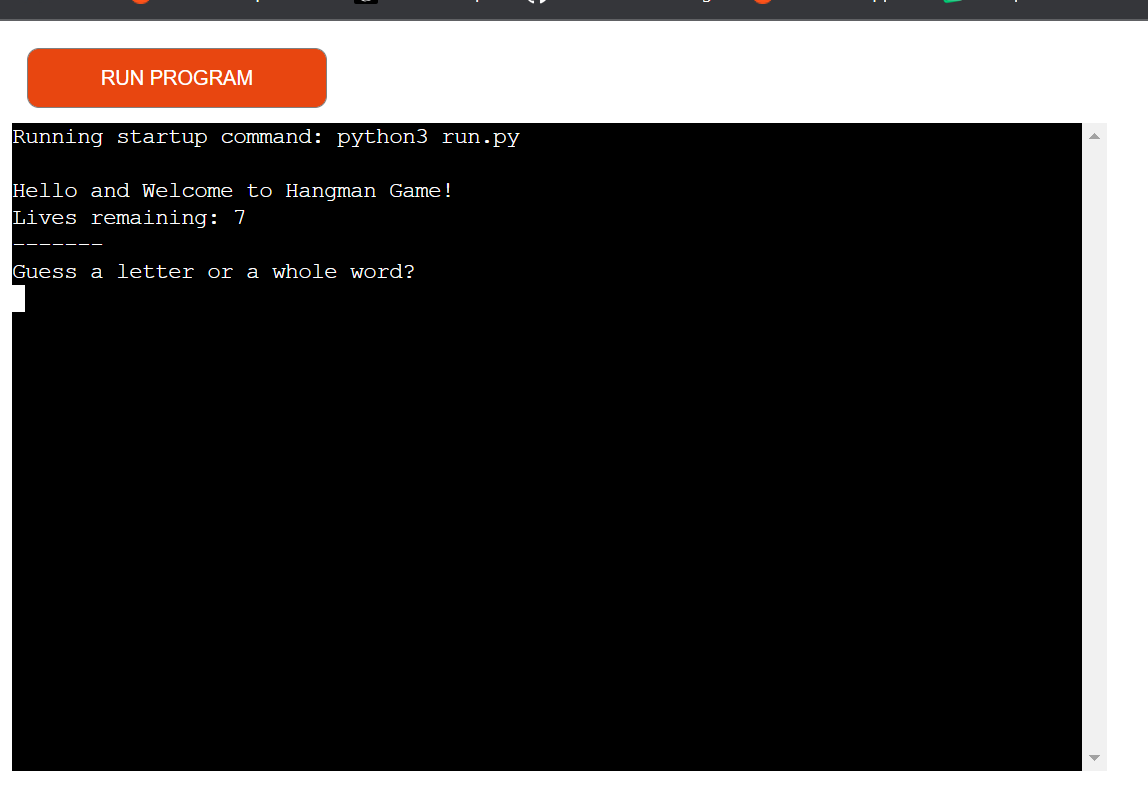 RUN PROGRAM
Running startup command: python3 run.py
Hello and Welcome to Hangman Game!
Lives remaining: 7
-------
Guess a letter or a whole word?